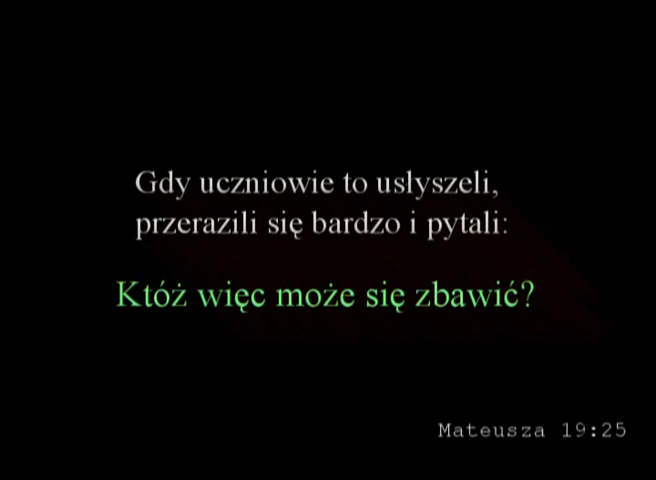 Gdy uczniowie to usłyszeli,
przerazili się bardzo i pytali:
Któż więc może się zbawić?
Mateusza 19:25